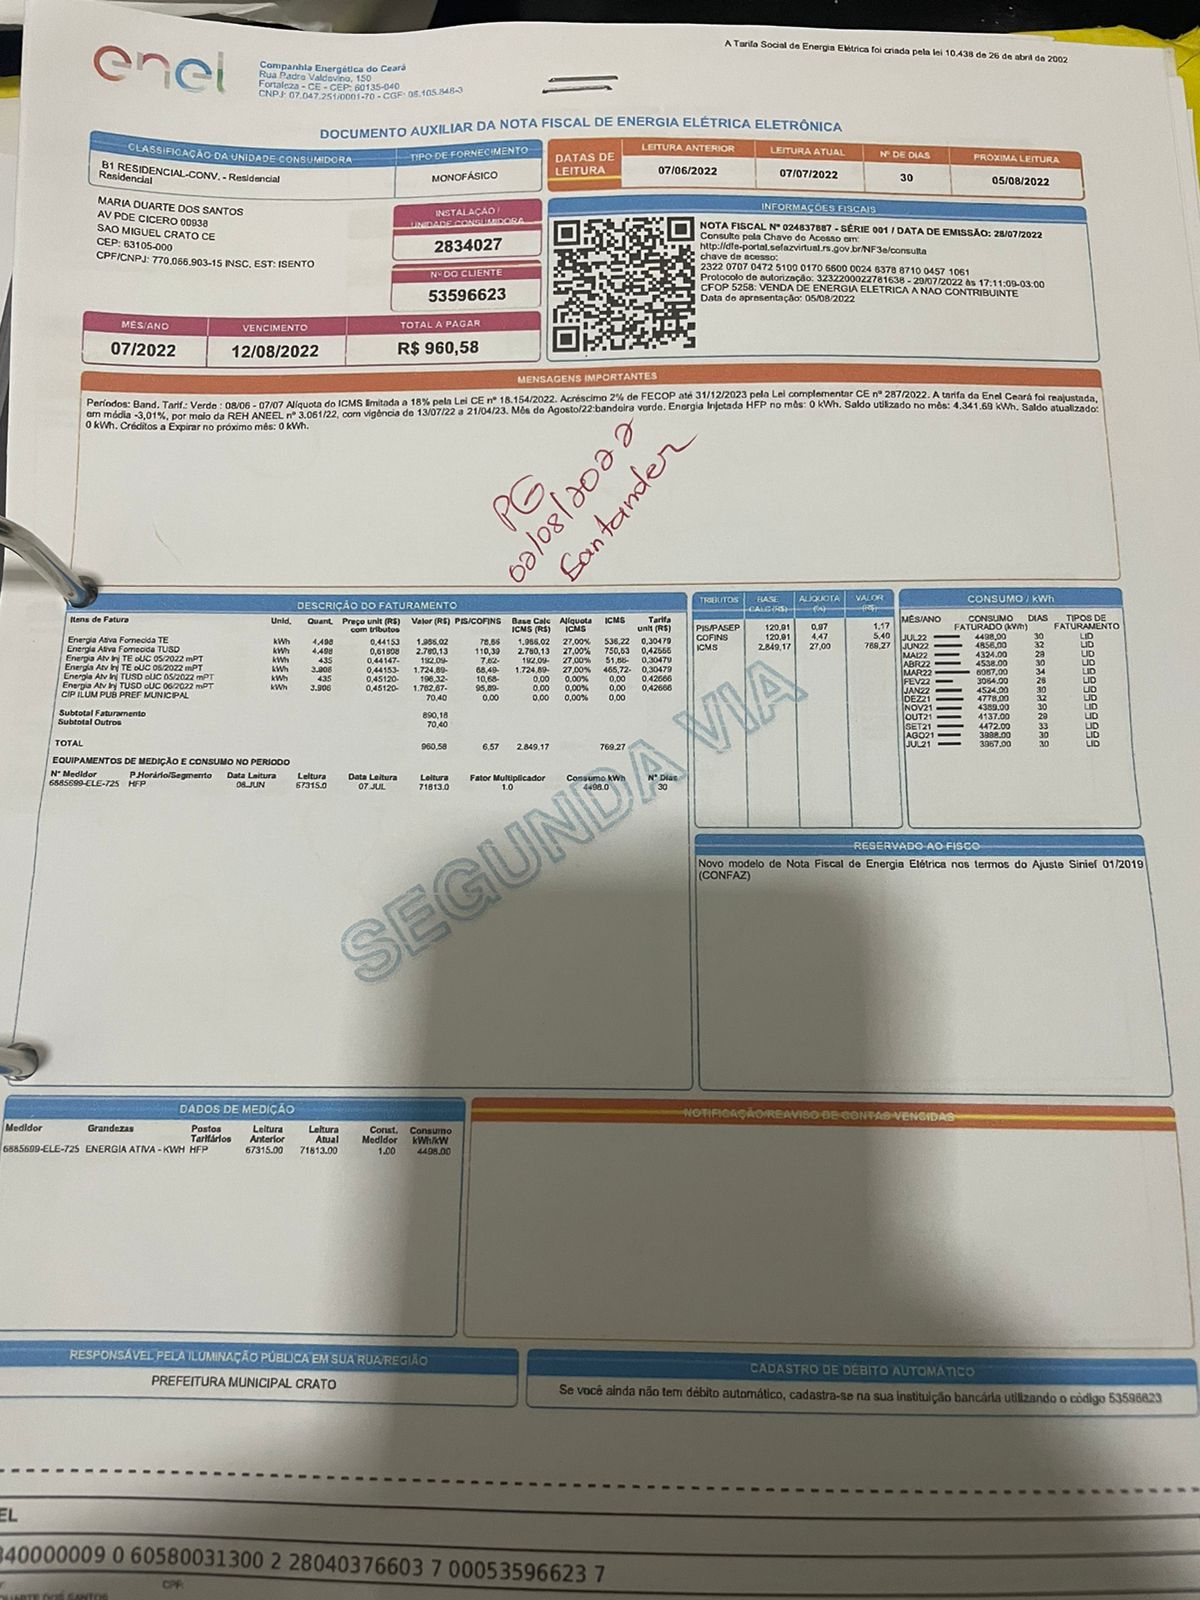 A Tarifa Social de Energia Elétrica foi criada pela lei 10.438 de 26 de abril de 2002
enel
Companhia Energética do Ceará
Rua Padre Valdevino, 150
Fortaleza - CE - CEP: 60135-040
CNPJ: 07.047.251/0001-70 - CGF: 06.105.848-3
DOCUMENTO AUXILIAR DA NOTA FISCAL DE ENERGIA ELÉTRICA ELETRÔNICA
CLASSIFICAÇÃO DA UNIDADE CONSUMIDORA
B1 RESIDENCIAL-CONV. - Residencial
Residencial
TIPO DE FORNECIMENTO
MONOFÁSICO
DATAS DE LEITURA
LEITURA ANTERIOR LEITURA ATUAL Nº DE DIAS PROXIMA LEITURA
07/06/2022 07/07/2022 30 05/08/2022
MARIA DUARTE DOS SANTOS
AV PDE CICERO 00938
SAO MIGUEL CRATO CE
CEP: 63105-000
CPF/CNPJ: 770.066.903-15 INSC. EST: ISENTO
INSTALAÇÃO /
UNIDADE CONSUMIDORA
2834027
Nº DO CLIENTE
53596623
INFORMAÇÕES FISCAIS
NOTA FISCAL Nº 024837887 - SÉRIE 001 / DATA DE EMISSÃO: 28/07/2022
Consulte pela Chave de Acesso em:
http://dfe-portal.sefazvirtual.rs.gov.br/NF3e/consulta
chave de acesso:
2322 0707 0472 5100 0170 6600 0024 8378 8710 0457 1061
Protocolo de autorização: 3232200022781638 - 29/07/2022 às 17:11:09-03:00
CFOP 5258: VENDA DE ENERGIA ELETRICA A NAO CONTRIBUINTE
Data de apresentação: 05/08/2022
MÊS/ANO VENCIMENTO TOTAL A PAGAR
07/2022 12/08/2022 R$ 960,58
MENSAGENS IMPORTANTES
Períodos: Band. Tarif.: Verde : 08/06 - 07/07 Alíquota do ICMS limitada a 18% pela Lei CE nº 18.154/2022. Acréscimo 2% de FECOP até 31/12/2023 pela Lei complementar CE nº 287/2022. A tarifa da Enel Ceará foi reajustada,
em média -3,01%, por meio da REH ANEEL nº 3.061/22, com vigência de 13/07/22 a 21/04/23. Mês de Agosto/22:bandeira verde. Energia Injetada HFP no mês: 0 kWh. Saldo utilizado no mês: 4,341.69 kWh. Saldo atualizado:
0 kWh. Créditos a Expirar no próximo mês: 0 kWh.
PG
02/08/2022
Santander
DESCRIÇÃO DO FATURAMENTO
Itens de Fatura Unid. Quant. Preço unit (R$) com tributos Valor (R$) PIS/COFINS Base Calc ICMS (R$) Alíquota ICMS ICMS Tarifa unit (R$)
Energia Ativa Fornecida TE kWh 4.498 0,44153 1.986,02 78,86 1.986,02 27,00% 536,22 0,30479
Energia Ativa Fornecida TUSD kWh 4.498 0,61808 2.780,13 110,39 2.780,13 27,00% 750,63 0,42666
Energia Atv Inj TE oUC 05/2022 mPT kWh 435 0,44147- 192,09- 7,62- 192,09- 27,00% 51,86- 0,30479
Energia Atv Inj TE oUC 06/2022 mPT kWh 3.906 0,44153- 1.724,69- 68,49- 1.724,89- 27,00% 465,72- 0,30479
Energia Atv Inj TUSD oUC 05/2022 mPT kWh 435 0,45120- 196,32- 10,68- 0,00 0,00% 0,00 0,42666
Energia Atv Inj TUSD oUC 06/2022 mPT kWh 3.906 0,45120- 1.762,67- 95,89- 0,00 0,00% 0,00 0,42666
CIP ILUM PUB PREF MUNICIPAL 70,40 0,00 0,00 0,00% 0,00
Subtotal Faturamento 890,18
Subtotal Outros 70,40
TOTAL 960,58 6,57 2.849,17 769,27
EQUIPAMENTOS DE MEDIÇÃO E CONSUMO NO PERIODO
Nº Medidor P.Horário/Segmento Data Leitura Leitura Data Leitura Leitura Fator Multiplicador Consumo kWh Nº Dias
6885699-ELE-725 HFP 08.JUN 67315.0 07.JUL 71813.0 1.0 4498.0 30
TRIBUTOS BASE CALC (R$) ALÍQUOTA (%) VALOR (R$)
PIS/PASEP 120,91 0,97 1,17
COFINS 120,91 4,47 5,40
ICMS 2.849,17 27,00 769,27
CONSUMO / kWh
MÊS/ANO CONSUMO FATURADO (kWh) DIAS TIPOS DE FATURAMENTO
JUL22 4498,00 30 LID
JUN22 4856,00 32 LID
MAI22 4324.00 29 LID
ABR22 4538.00 30 LID
MAR22 34 LID
FEV22 3064.00 LID
JAN22 4524.00 30 LID
DEZ21 4778,00 32 LID
NOV21 4389.00 30 LID
OUT21 4137.00 29 LID
SET21 4472.00 33 LID
AGO21 3998.00 30 LID
JUL21 3967.00 30 LID
SEGUNDA VIA
RESERVADO AO FISCO
Novo modelo de Nota Fiscal de Energia Elétrica nos termos do Ajuste Sinief 01/2019
(CONFAZ)
DADOS DE MEDIÇÃO
Medidor Grandezas Postos Tarifários Leitura Anterior Leitura Atual Const. Medidor Consumo kWh/kW
6885699-ELE-725 ENERGIA ATIVA - KWH HFP 67315.00 71813.00 1.00 4498.00
NOTIFICAÇÃO/REAVISO DE CONTAS VENCIDAS
RESPONSÁVEL PELA ILUMINAÇÃO PÚBLICA EM SUA RUA/REGIÃO
PREFEITURA MUNICIPAL CRATO
CADASTRO DE DÉBITO AUTOMÁTICO
Se você ainda não tem débito automático, cadastra-se na sua instituição bancária utilizando o código 53596623
EL
340000009 0 60580031300 2 28040376603 7 00053596623 7
CPF:
DUARTE DOS SANTOS